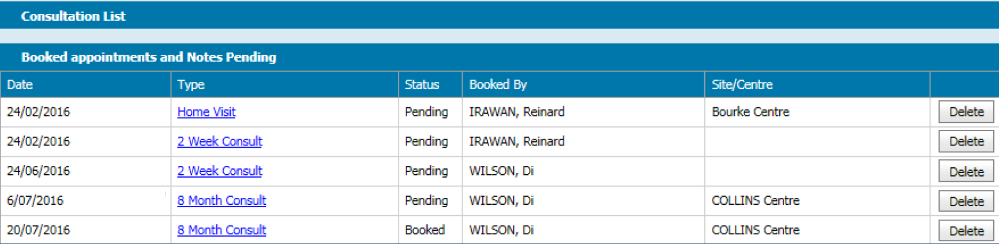 Consultation List
Booked appointments and Notes Pending
Date Type Status Booked By Site/Centre
24/02/2016 Home Visit Pending IRAWAN, Reinard Bourke Centre Delete
24/02/2016 2 Week Consult Pending IRAWAN, Reinard Delete
24/06/2016 2 Week Consult Pending WILSON, Di Delete
6/07/2016 8 Month Consult Pending WILSON, Di COLLINS Centre Delete
20/07/2016 8 Month Consult Booked WILSON, Di COLLINS Centre Delete